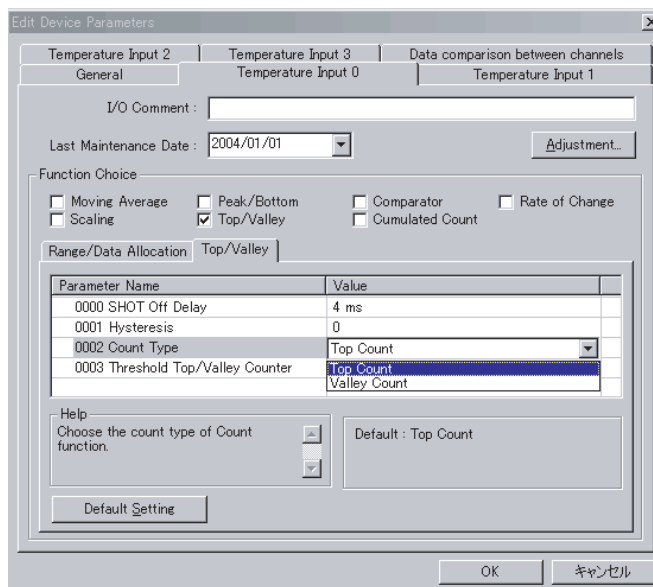 Edit Device Parameters
Temperature Input 2 Temperature Input 3 Data comparison between channels
General Temperature Input 0 Temperature Input 1
I/O Comment :
Last Maintenance Date : 2004/01/01 Adjustment...
Function Choice
Moving Average Peak/Bottom Comparator Rate of Change
Scaling Top/Valley Cumulated Count
Range/Data Allocation Top/Valley
Parameter Name Value
0000 SHOT Off Delay 4 ms
0001 Hysteresis 0
0002 Count Type Top Count
0003 Threshold Top/Valley Counter Top Count
Valley Count
Help
Choose the count type of Count
function.
Default : Top Count
Default Setting
OK キャンセル